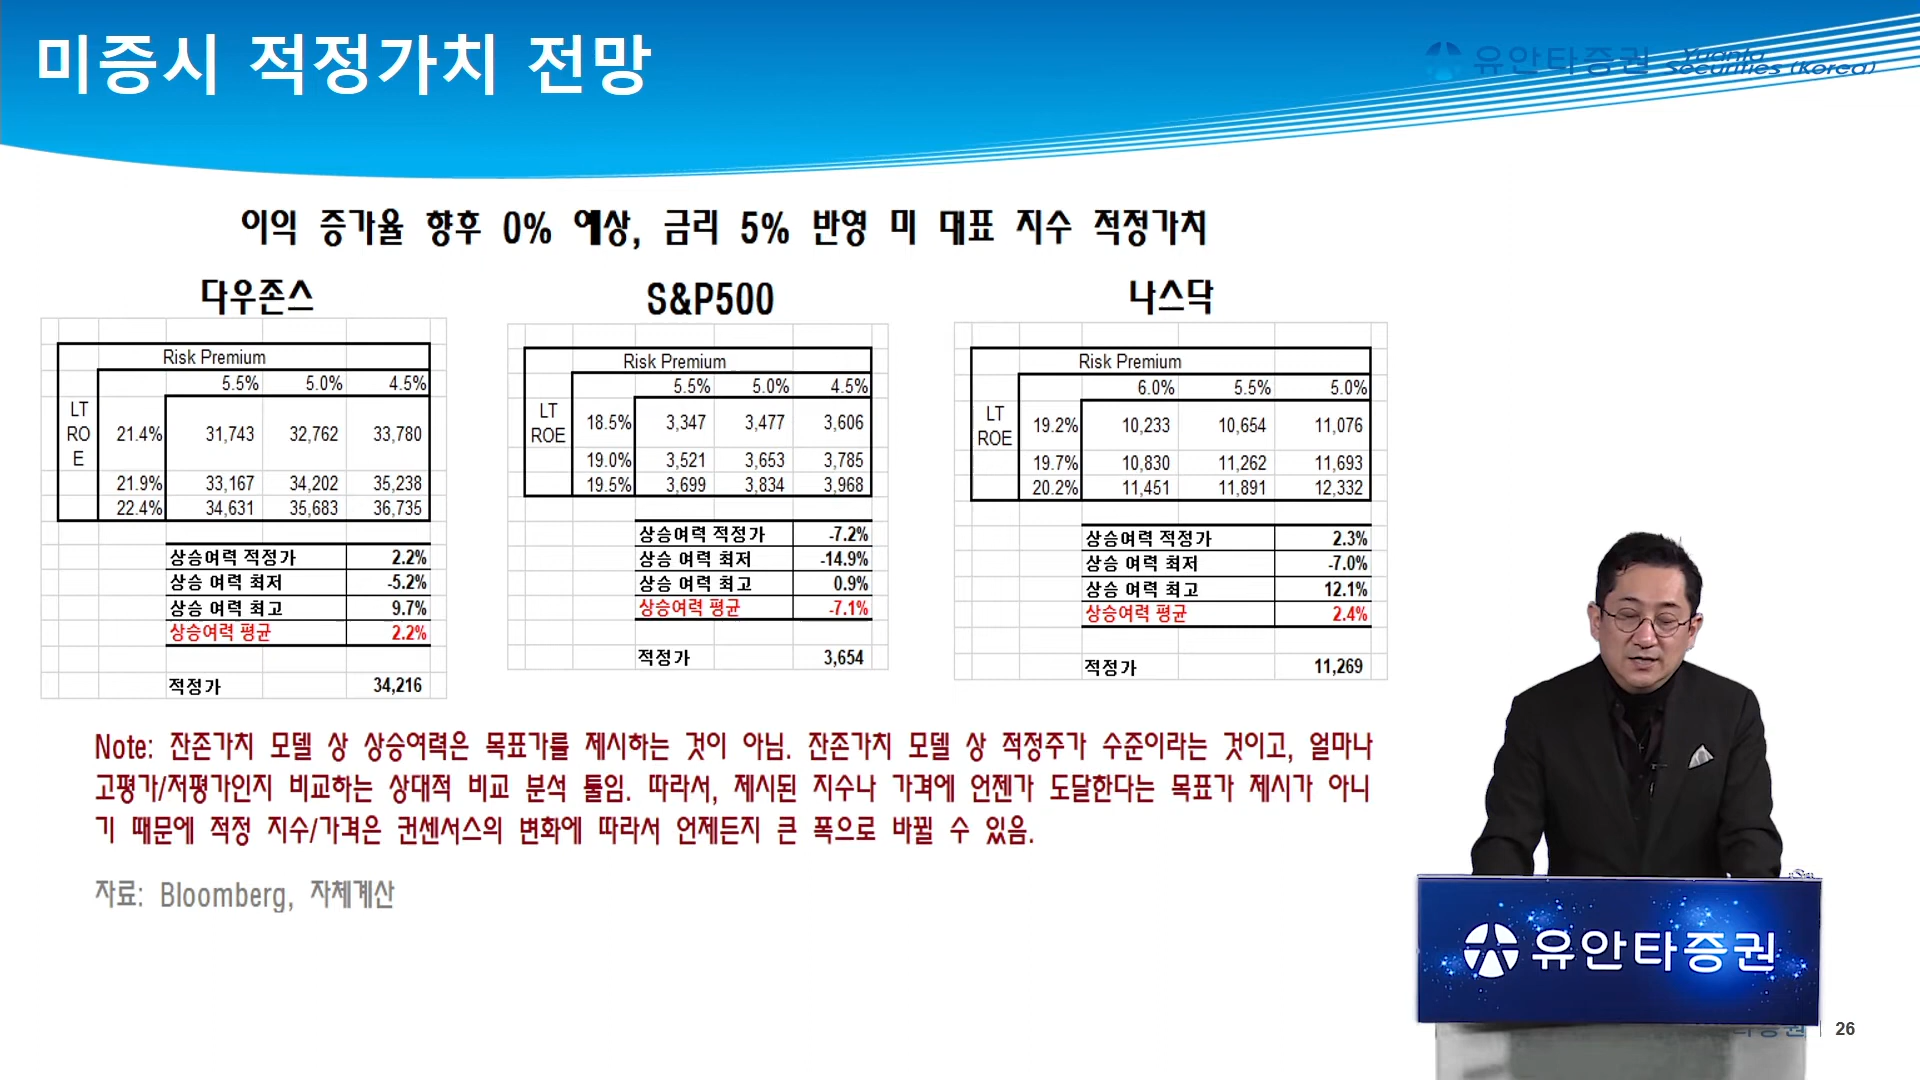 미증시 적정가치 전망
유안타증권 Yuanta Securities (Korea)
이익 증가율 향후 0% 예상, 금리 5% 반영 미 대표 지수 적정가치
다우존스
Risk Premium
5.5% 5.0% 4.5%
LT ROE
21.4% 31,743 32,762 33,780
21.9% 33,167 34,202 35,238
22.4% 34,631 35,683 36,735
상승여력 적정가 2.2%
상승 여력 최저 -5.2%
상승 여력 최고 9.7%
상승여력 평균 2.2%
적정가 34,216
S&P500
Risk Premium
5.5% 5.0% 4.5%
LT ROE
18.5% 3,347 3,477 3,606
19.0% 3,521 3,653 3,785
19.5% 3,699 3,834 3,968
상승여력 적정가 -7.2%
상승 여력 최저 -14.9%
상승 여력 최고 0.9%
상승여력 평균 -7.1%
적정가 3,654
나스닥
Risk Premium
6.0% 5.5% 5.0%
LT ROE
19.2% 10,233 10,654 11,076
19.7% 10,830 11,262 11,693
20.2% 11,451 11,891 12,332
상승여력 적정가 2.3%
상승 여력 최저 -7.0%
상승 여력 최고 12.1%
상승여력 평균 2.4%
적정가 11,269
Note: 잔존가치 모델 상 상승여력은 목표가를 제시하는 것이 아님. 잔존가치 모델 상 적정주가 수준이라는 것이고, 얼마나
고평가/저평가인지 비교하는 상대적 비교 분석 툴임. 따라서, 제시된 지수나 가격에 언젠가 도달한다는 목표가 제시가 아니
기 때문에 적정 지수/가격은 컨센서스의 변화에 따라서 언제든지 큰 폭으로 바뀔 수 있음.
자료: Bloomberg, 자체계산
유안타증권
26